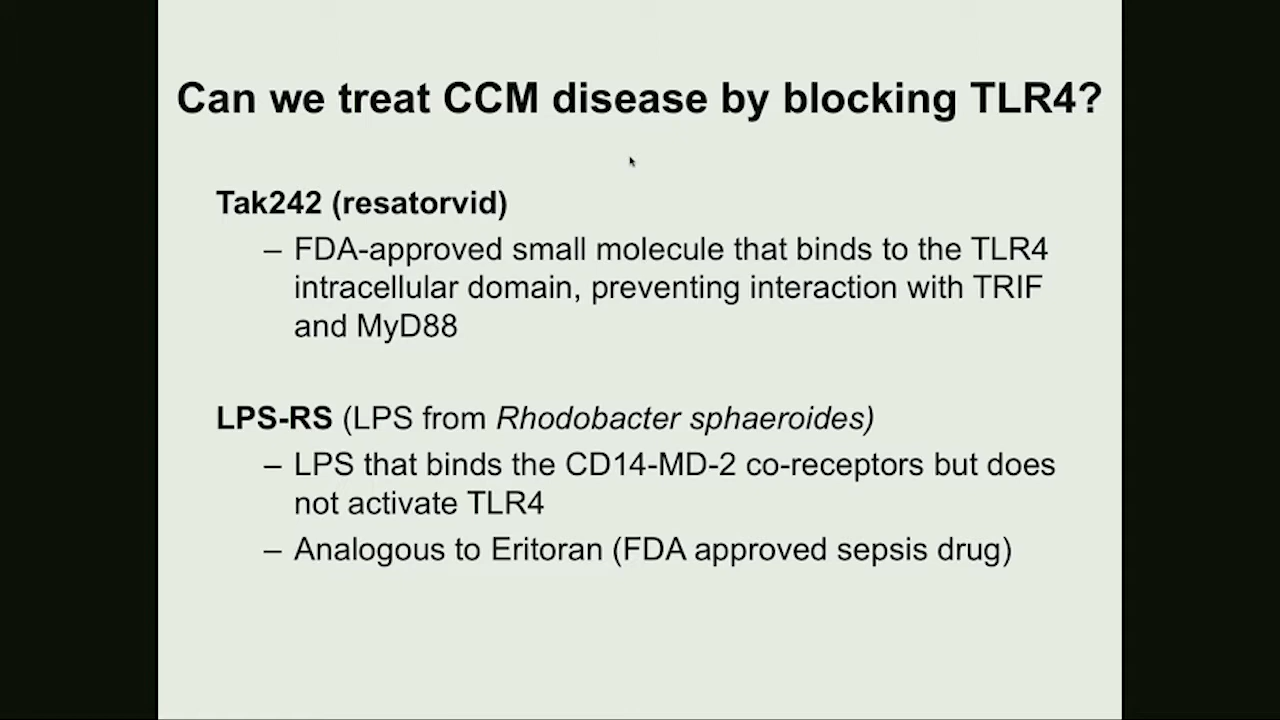 Can we treat CCM disease by blocking TLR4?
Tak242 (resatorvid)
– FDA-approved small molecule that binds to the TLR4
intracellular domain, preventing interaction with TRIF
and MyD88
LPS-RS (LPS from Rhodobacter sphaeroides)
– LPS that binds the CD14-MD-2 co-receptors but does
not activate TLR4
– Analogous to Eritoran (FDA approved sepsis drug)